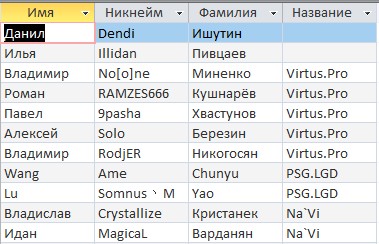 Имя Никнейм Фамилия Название
Данил Dendi Ишутин
Илья Illidan Пивцаев
Владимир No[o]ne Миненко Virtus.Pro
Роман RAMZES666 Кушнарёв Virtus.Pro
Павел 9pasha Хвастунов Virtus.Pro
Алексей Solo Березин Virtus.Pro
Владимир RodjER Никогосян Virtus.Pro
Wang Ame Chunyu PSG.LGD
Lu Somnus丶M Yao PSG.LGD
Владислав Crystallize Кристанек Na`Vi
Идан MagicaL Варданян Na`Vi